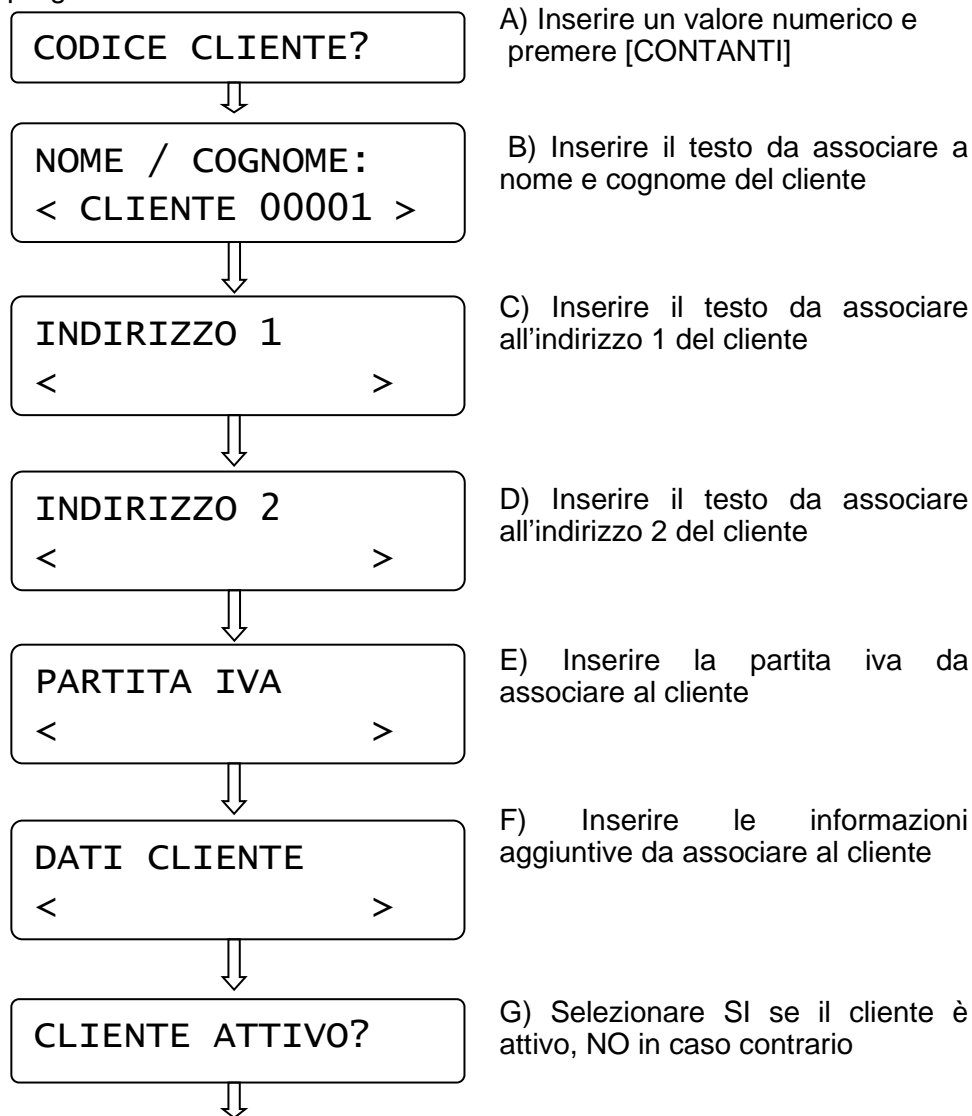 CODICE CLIENTE?
A) Inserire un valore numerico e
premere [CONTANTI]
NOME / COGNOME:
< CLIENTE 00001 >
B) Inserire il testo da associare a
nome e cognome del cliente
INDIRIZZO 1
< >
C) Inserire il testo da associare
all’indirizzo 1 del cliente
INDIRIZZO 2
< >
D) Inserire il testo da associare
all’indirizzo 2 del cliente
PARTITA IVA
< >
E) Inserire la partita iva da
associare al cliente
DATI CLIENTE
< >
F) Inserire le informazioni
aggiuntive da associare al cliente
CLIENTE ATTIVO?
G) Selezionare SI se il cliente è
attivo, NO in caso contrario